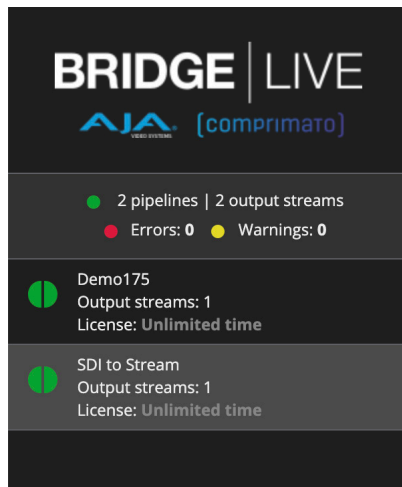 BRIDGE | LIVE
AJA VIDEO SYSTEMS [comprimato]
2 pipelines | 2 output streams
Errors: 0 Warnings: 0
Demo175
Output streams: 1
License: Unlimited time
SDI to Stream
Output streams: 1
License: Unlimited time